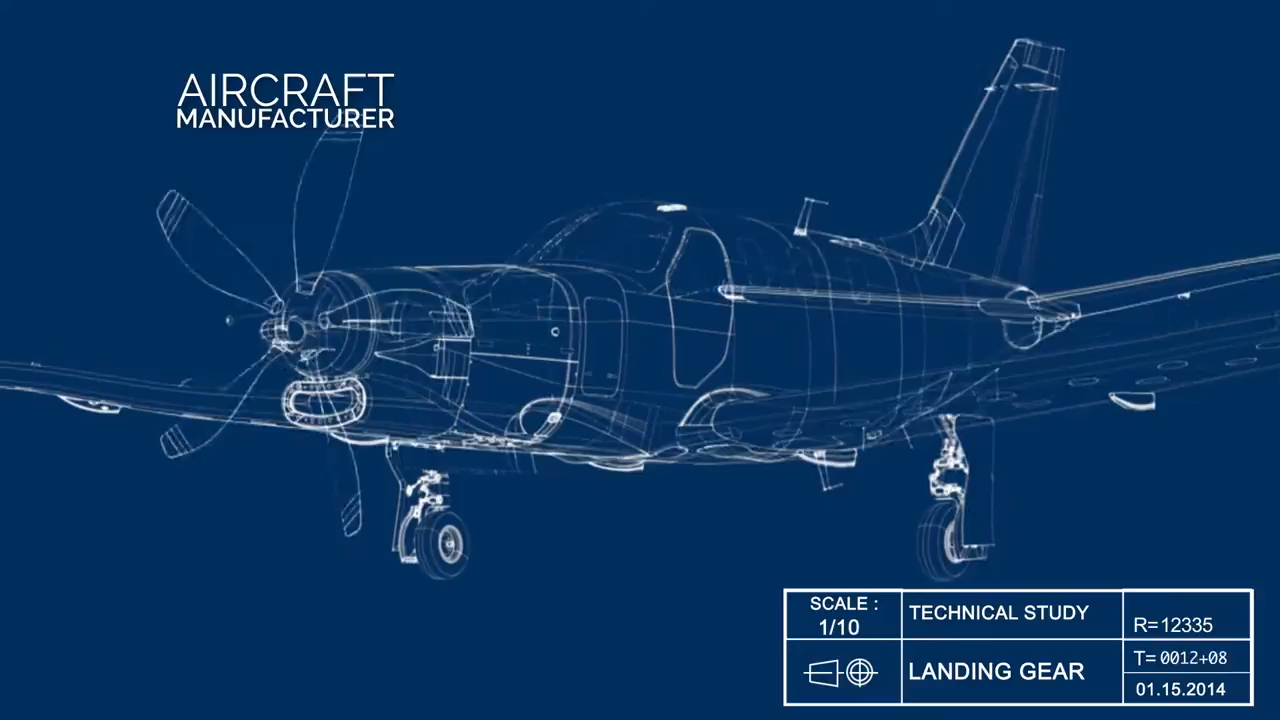 AIRCRAFT
MANUFACTURER
SCALE :
1/10
TECHNICAL STUDY
R=12335
LANDING GEAR
T= 0012+08
01.15.2014